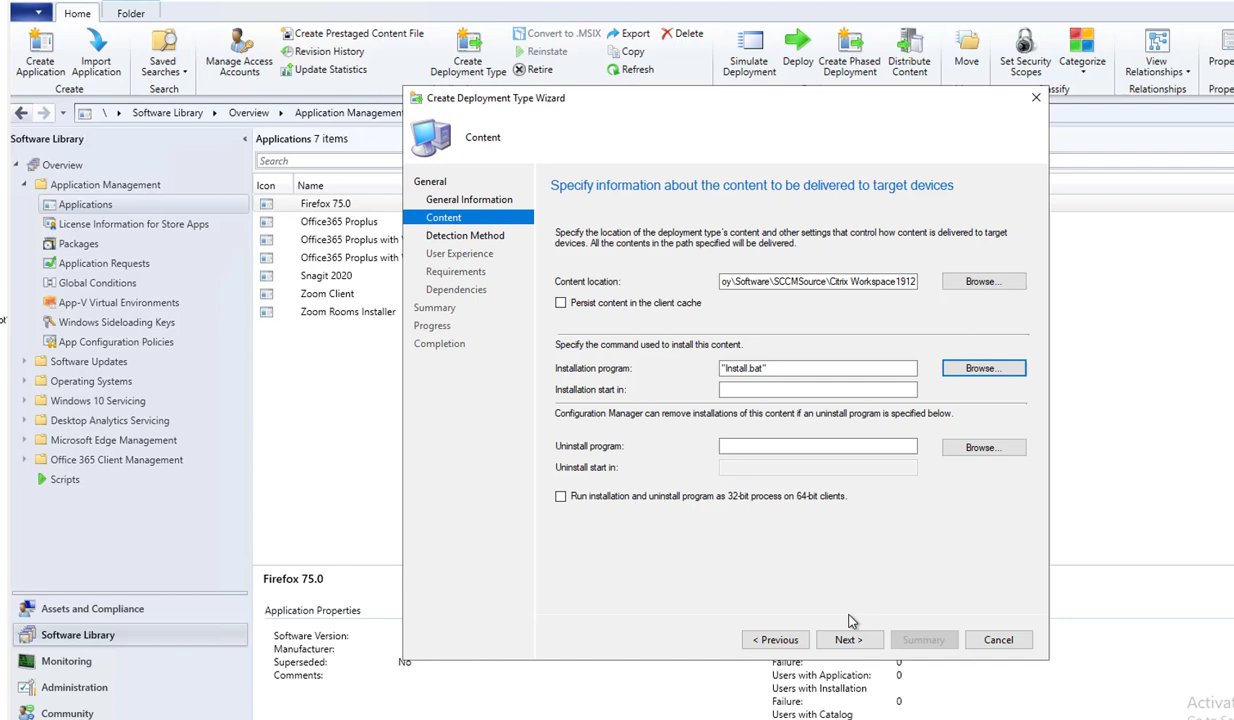 Home
Folder
Create Application
Import Application
Create
Saved Searches
Search
Manage Access Accounts
Create Prestaged Content File
Revision History
Update Statistics
Create Deployment Type
Convert to .MSIX
Reinstate
Retire
Export
Copy
Refresh
Delete
Simulate Deployment
Deploy
Create Phased Deployment
Distribute Content
Move
Set Security Scopes
Categorize
View Relationships
Relationships
\ Software Library Overview Application Management
Software Library
Overview
Application Management
Applications
License Information for Store Apps
Packages
Application Requests
Global Conditions
App-V Virtual Environments
Windows Sideloading Keys
App Configuration Policies
Software Updates
Operating Systems
Windows 10 Servicing
Desktop Analytics Servicing
Microsoft Edge Management
Office 365 Client Management
Scripts
Assets and Compliance
Software Library
Monitoring
Administration
Community
Applications 7 items
Search
Icon Name
Firefox 75.0
Office365 Proplus
Office365 Proplus with
Office365 Proplus with
Snagit 2020
Zoom Client
Zoom Rooms Installer
Firefox 75.0
Application Properties
Software Version:
Manufacturer:
Superseded: No
Comments:
Create Deployment Type Wizard
Content
General
General Information
Content
Detection Method
User Experience
Requirements
Dependencies
Summary
Progress
Completion
Specify information about the content to be delivered to target devices
Specify the location of the deployment type's content and other settings that control how content is delivered to target
devices. All the contents in the path specified will be delivered.
Content location: oy\Software\SCCMSource\Citrix Workspace1912 Browse...
Persist content in the client cache
Specify the command used to install this content.
Installation program: "Install.bat" Browse...
Installation start in:
Configuration Manager can remove installations of this content if an uninstall program is specified below.
Uninstall program: Browse...
Uninstall start in:
Run installation and uninstall program as 32-bit process on 64-bit clients.
< Previous Next > Summary Cancel
Failure: 0
Users with Application: 0
Users with Installation
Failure: 0
Users with Catalog